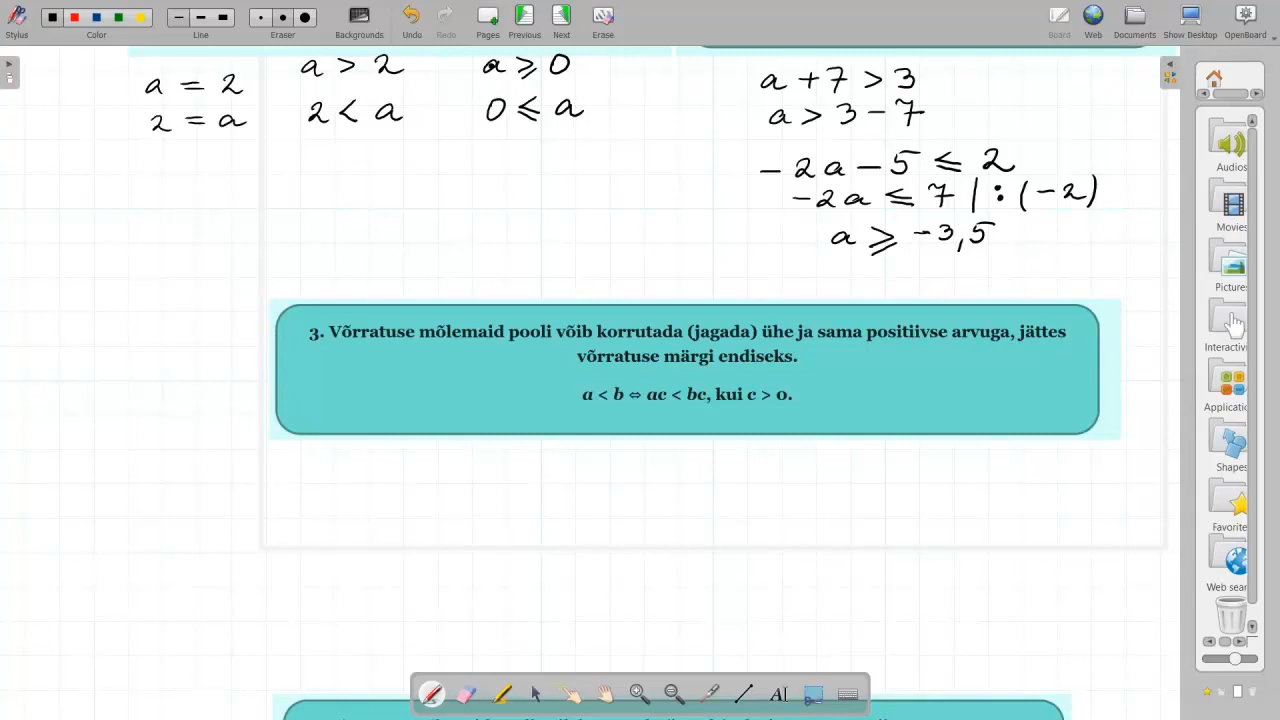 Stylus
Color
Line
Eraser
Backgrounds
Undo
Redo
Pages
Previous
Next
Erase
Board
Web
Documents
Show Desktop
OpenBoard
a = 2
2 = a
a > 2
2 < a
a ⩾ 0
0 ≤ a
a + 7 > 3
a > 3 - 7
- 2a - 5 ≤ 2
- 2a ≤ 7 | : (-2)
a ⩾ -3,5
3. Võrratuse mõlemaid pooli võib korrutada (jagada) ühe ja sama positiivse arvuga, jättes
võrratuse märgi endiseks.
a < b ⇔ ac < bc, kui c > 0.
Audios
Movies
Pictures
Interactiv
Applicatic
Shapes
Favorite
Web sear
AI